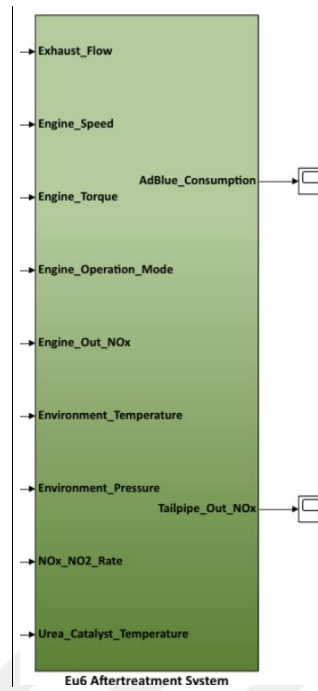 Exhaust_Flow
Engine_Speed
AdBlue_Consumption
Engine_Torque
Engine_Operation_Mode
Engine_Out_NOx
Environment_Temperature
Environment_Pressure
Tailpipe_Out_NOx
NOx_NO2_Rate
Urea_Catalyst_Temperature
Eu6 Aftertreatment System